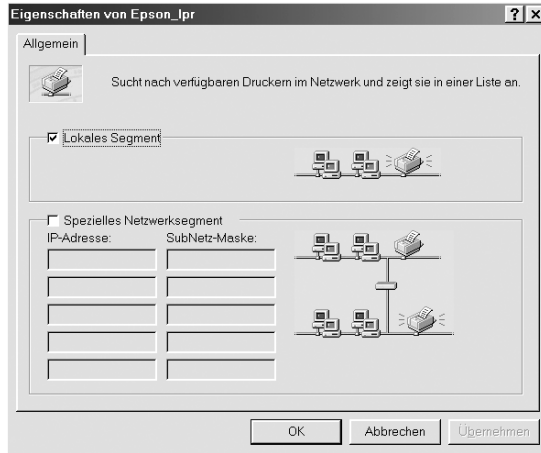 Eigenschaften von Epson_lpr
Allgemein
Sucht nach verfügbaren Druckern im Netzwerk und zeigt sie in einer Liste an.
Lokales Segment
Spezielles Netzwerksegment
IP-Adresse: SubNetz-Maske:
OK Abbrechen Übernehmen